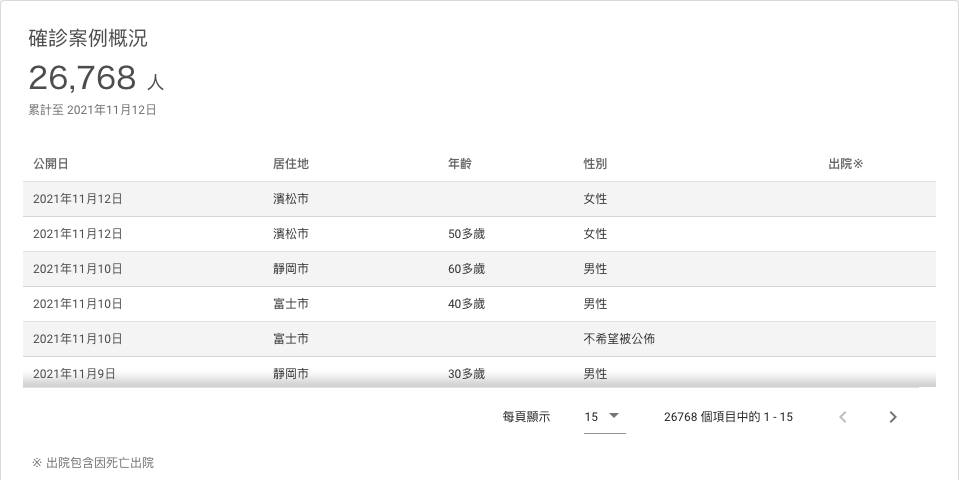 確診案例概況
26,768 人
累計至 2021年11月12日
公開日 居住地 年齡 性別 出院※
2021年11月12日 濱松市 女性
2021年11月12日 濱松市 50多歲 女性
2021年11月10日 靜岡市 60多歲 男性
2021年11月10日 富士市 40多歲 男性
2021年11月10日 富士市 不希望被公佈
2021年11月9日 靜岡市 30多歲 男性
每頁顯示 15 26768 個項目中的 1 - 15
※ 出院包含因死亡出院